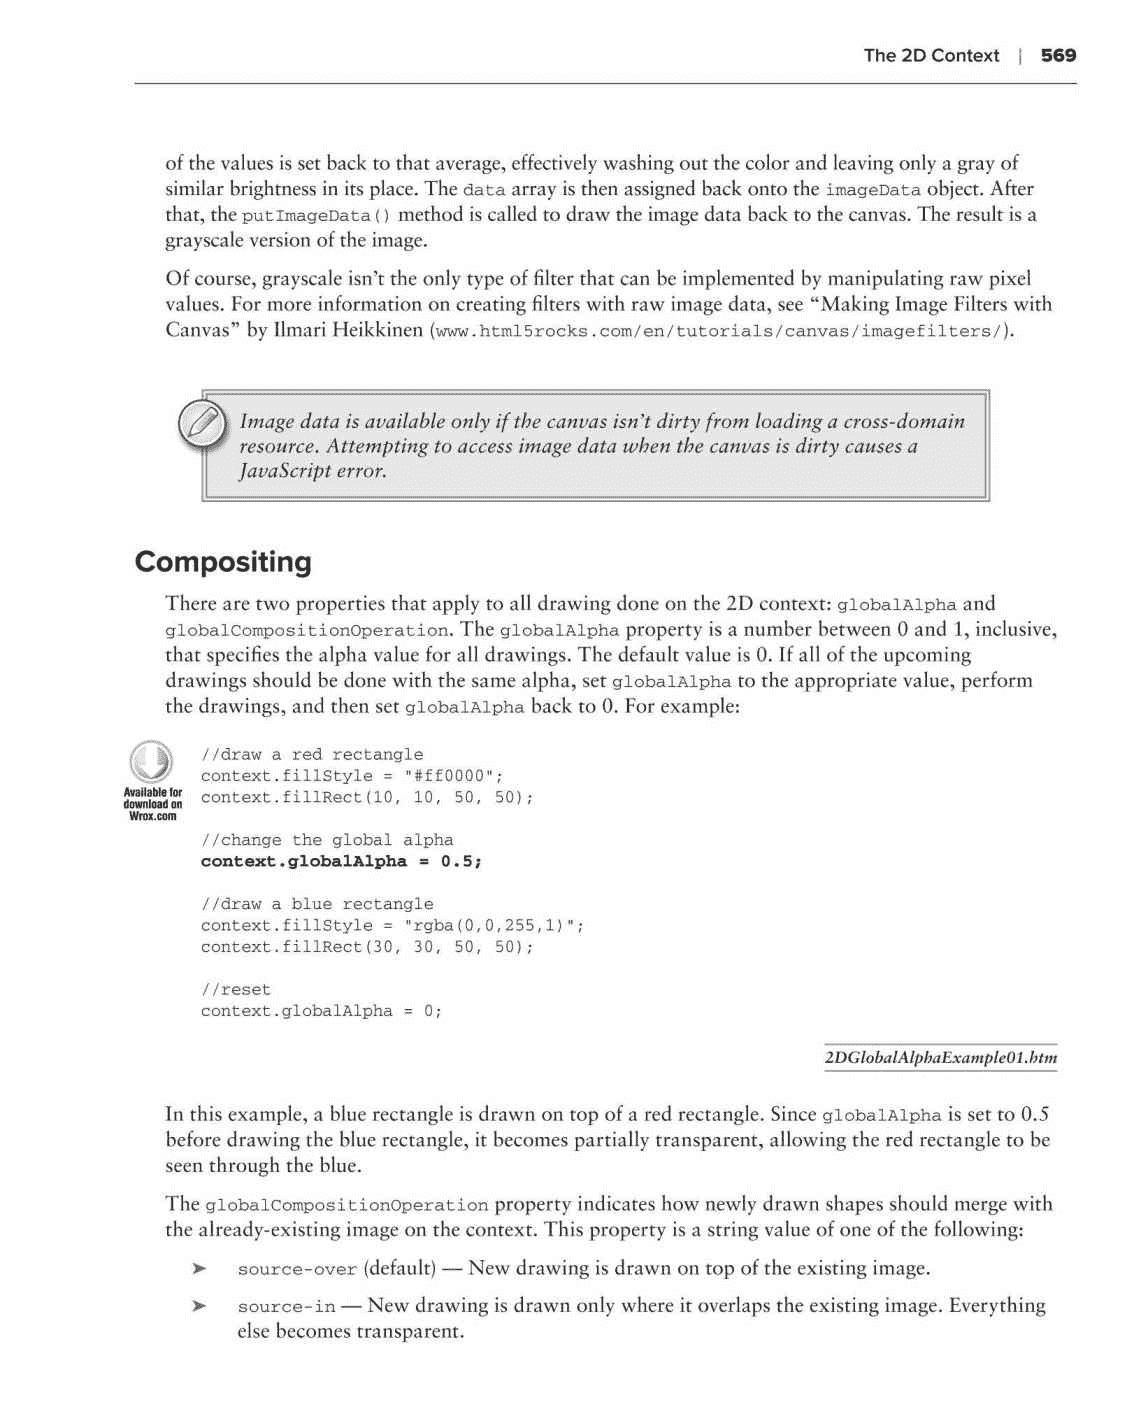 The 2D Context | 569
of the values is set back to that average, effectively washing out the color and leaving only a gray of
similar brightness in its place. The data array is then assigned back onto the imageData object. After
that, the putImageData() method is called to draw the image data back to the canvas. The result is a
grayscale version of the image.
Of course, grayscale isn't the only type of filter that can be implemented by manipulating raw pixel
values. For more information on creating filters with raw image data, see “Making Image Filters with
Canvas” by Ilmari Heikkinen (www.html5rocks.com/en/tutorials/canvas/imagefilters/).
Image data is available only if the canvas isn't dirty from loading a cross-domain
resource. Attempting to access image data when the canvas is dirty causes a
JavaScript error.
Compositing
There are two properties that apply to all drawing done on the 2D context: globalAlpha and
globalCompositionOperation. The globalAlpha property is a number between 0 and 1, inclusive,
that specifies the alpha value for all drawings. The default value is 0. If all of the upcoming
drawings should be done with the same alpha, set globalAlpha to the appropriate value, perform
the drawings, and then set globalAlpha back to 0. For example:
Available for
download on
Wrox.com
//draw a red rectangle
context.fillStyle = "#ff0000";
context.fillRect(10, 10, 50, 50);
//change the global alpha
context.globalAlpha = 0.5;
//draw a blue rectangle
context.fillStyle = "rgba(0,0,255,1)";
context.fillRect(30, 30, 50, 50);
//reset
context.globalAlpha = 0;
2DGlobalAlphaExample01.htm
In this example, a blue rectangle is drawn on top of a red rectangle. Since globalAlpha is set to 0.5
before drawing the blue rectangle, it becomes partially transparent, allowing the red rectangle to be
seen through the blue.
The globalCompositionOperation property indicates how newly drawn shapes should merge with
the already-existing image on the context. This property is a string value of one of the following:
➤ source-over (default) — New drawing is drawn on top of the existing image.
➤ source-in — New drawing is drawn only where it overlaps the existing image. Everything
else becomes transparent.